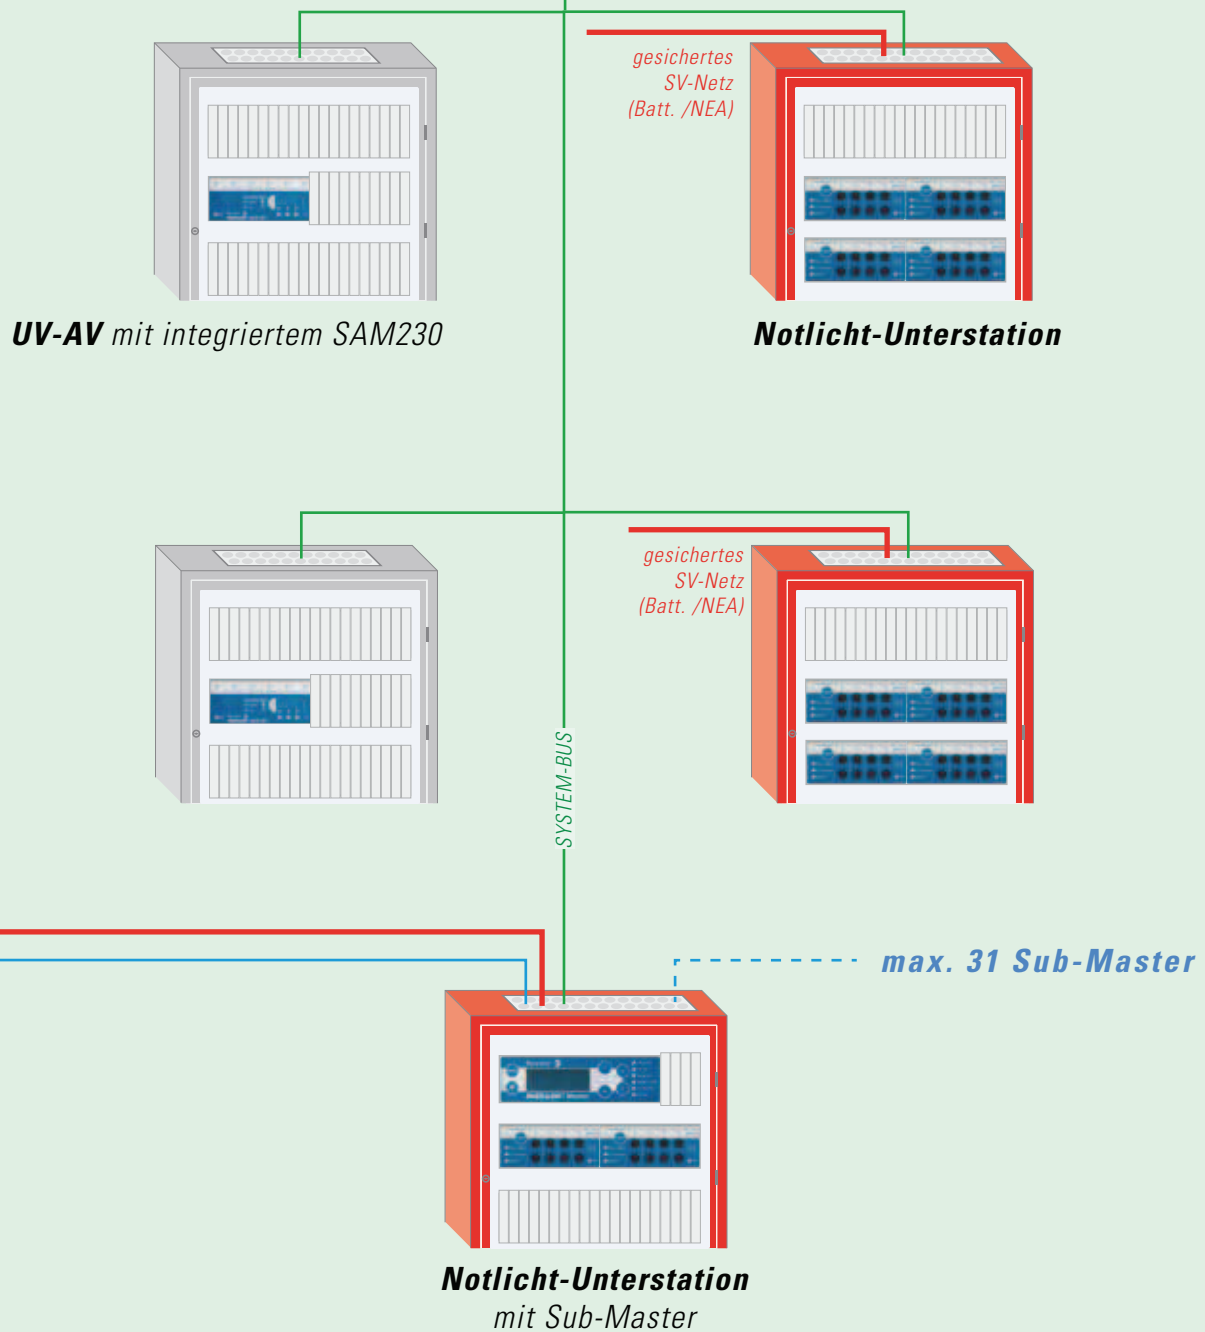 gesichertes
SV-Netz
(Batt. /NEA)
UV-AV mit integriertem SAM230
Notlicht-Unterstation
gesichertes
SV-Netz
(Batt. /NEA)
SYSTEM-BUS
max. 31 Sub-Master
Notlicht-Unterstation
mit Sub-Master